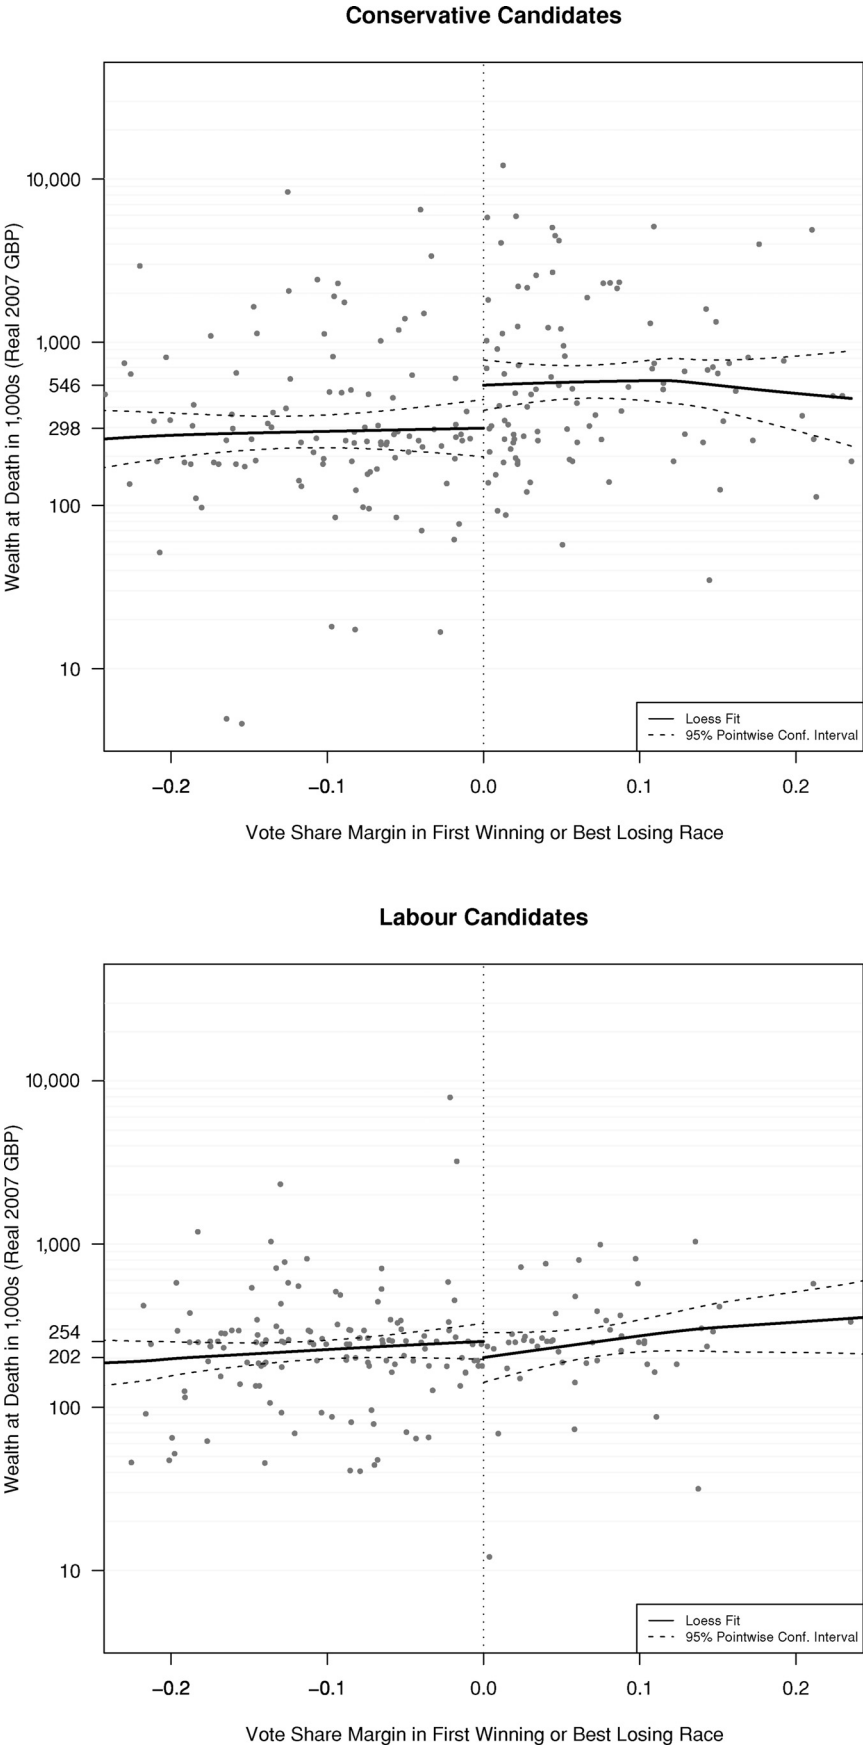 Conservative Candidates
Wealth at Death in 1,000s (Real 2007 GBP)
10,000
1,000
546
298
100
10
Loess Fit
95% Pointwise Conf. Interval
−0.2
−0.1
0.0
0.1
0.2
Vote Share Margin in First Winning or Best Losing Race
Labour Candidates
Wealth at Death in 1,000s (Real 2007 GBP)
10,000
1,000
254
202
100
10
Loess Fit
95% Pointwise Conf. Interval
−0.2
−0.1
0.0
0.1
0.2
Vote Share Margin in First Winning or Best Losing Race